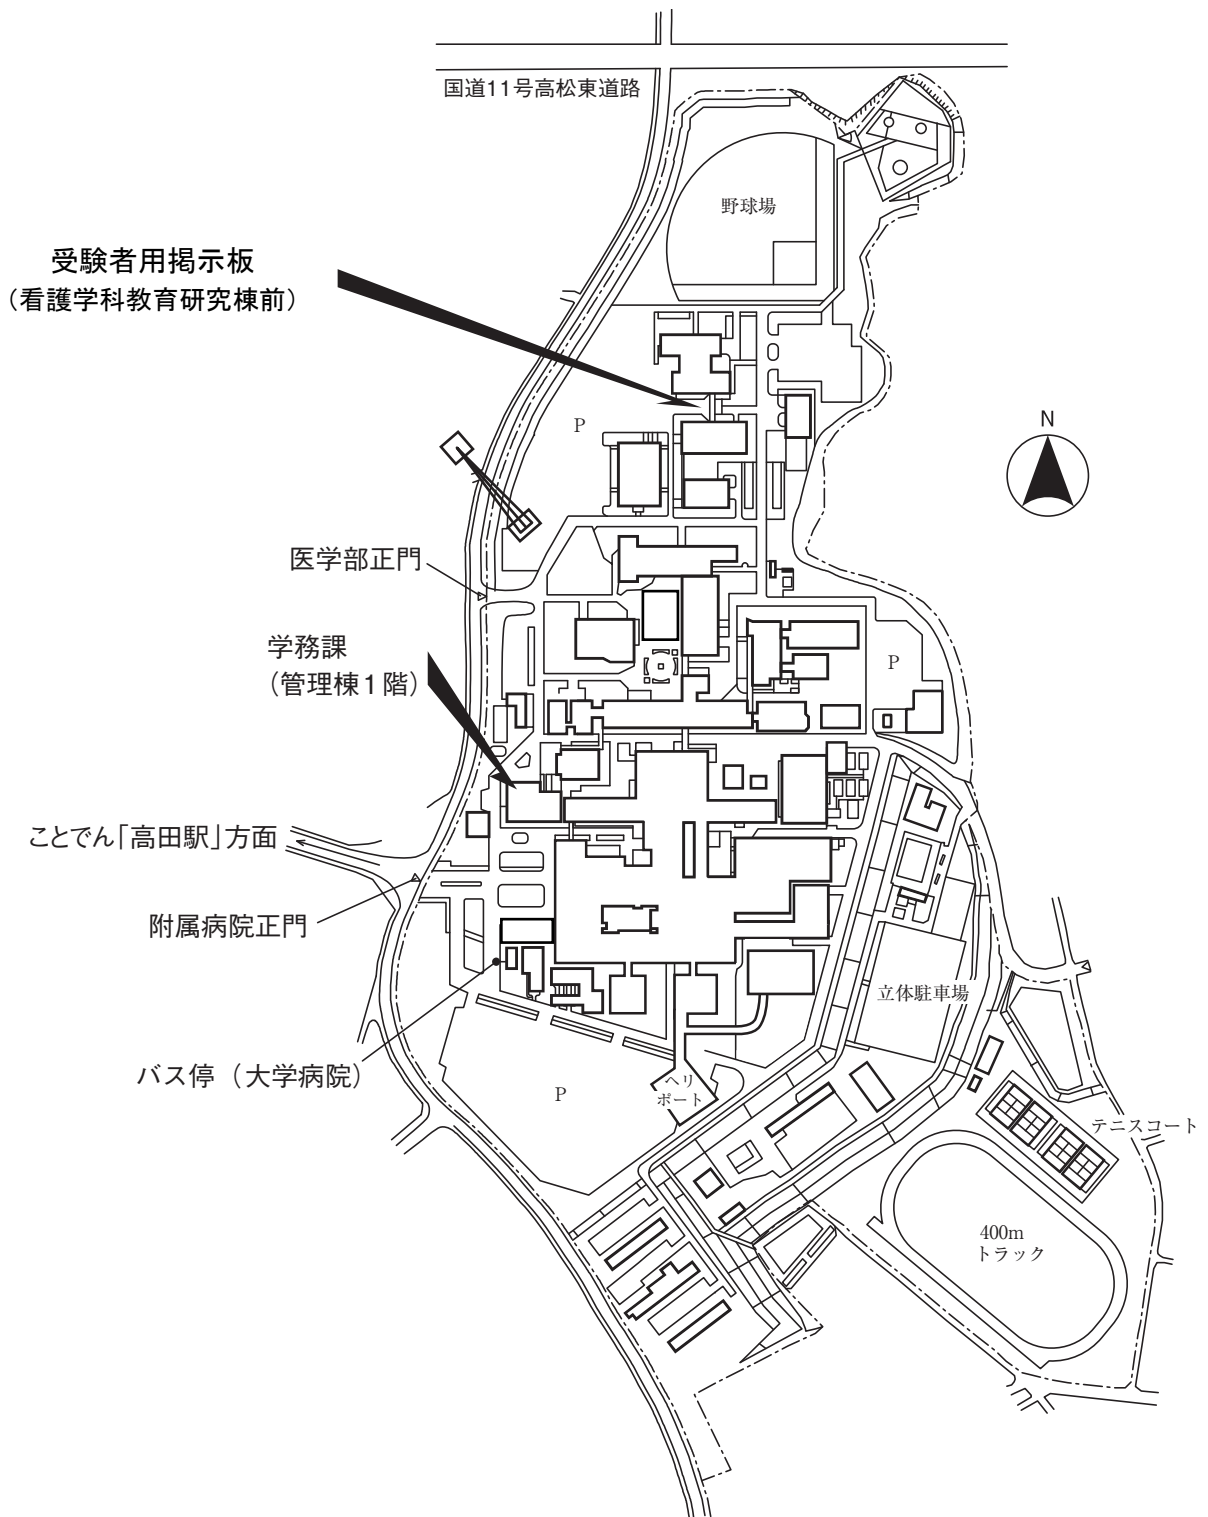 国道11号高松東道路
野球場
受験者用掲示板
（看護学科教育研究棟前）
P
N
医学部正門
学務課
（管理棟１階）
P
ことでん「高田駅」方面
附属病院正門
立体駐車場
バス停（大学病院）
P
ヘリ
ポート
テニスコート
400m
トラック